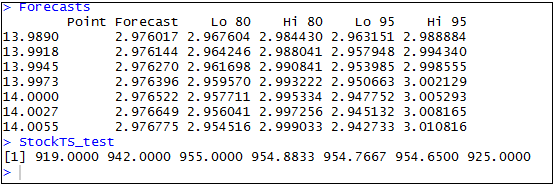 > Forecasts
        Point Forecast    Lo 80    Hi 80    Lo 95    Hi 95
13.9890       2.976017 2.967604 2.984430 2.963151 2.988884
13.9918       2.976144 2.964246 2.988041 2.957948 2.994340
13.9945       2.976270 2.961698 2.990841 2.953985 2.998555
13.9973       2.976396 2.959570 2.993222 2.950663 3.002129
14.0000       2.976522 2.957711 2.995334 2.947752 3.005293
14.0027       2.976649 2.956041 2.997256 2.945132 3.008165
14.0055       2.976775 2.954516 2.999033 2.942733 3.010816
> StockTS_test
[1] 919.0000 942.0000 955.0000 954.8833 954.7667 954.6500 925.0000
>